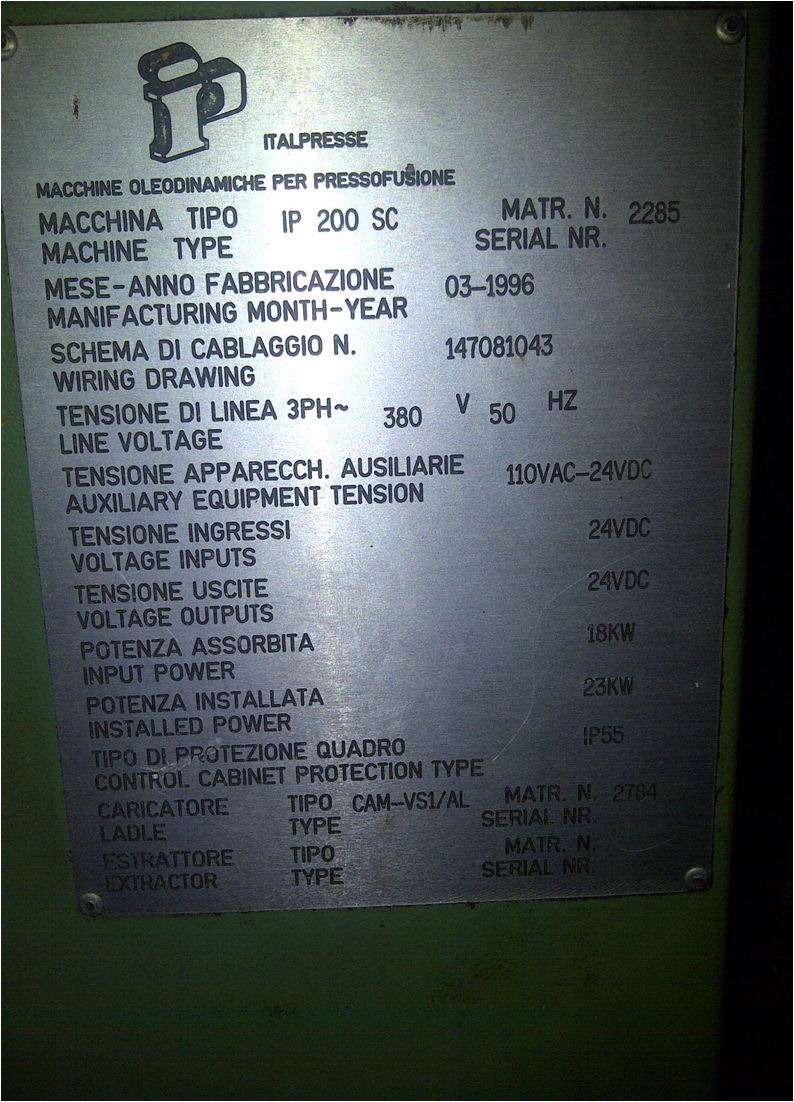 iP
ITALPRESSE
MACCHINE OLEODINAMICHE PER PRESSOFUSIONE
MACCHINA TIPO IP 200 SC MATR. N. 2285
MACHINE TYPE SERIAL NR.
MESE-ANNO FABBRICAZIONE 03-1996
MANIFACTURING MONTH-YEAR
SCHEMA DI CABLAGGIO N. 147081043
WIRING DRAWING
TENSIONE DI LINEA 3PH~ 380 V 50 HZ
LINE VOLTAGE
TENSIONE APPARECCH. AUSILIARIE 110VAC-24VDC
AUXILIARY EQUIPMENT TENSION
TENSIONE INGRESSI 24VDC
VOLTAGE INPUTS
TENSIONE USCITE 24VDC
VOLTAGE OUTPUTS
POTENZA ASSORBITA 18KW
INPUT POWER
POTENZA INSTALLATA 23KW
INSTALLED POWER
TIPO DI PROTEZIONE QUADRO IP55
CONTROL CABINET PROTECTION TYPE
CARICATORE TIPO CAM-VS1/AL MATR. N. 2784
LADLE TYPE SERIAL NR.
ESTRATTORE TIPO MATR. N.
EXTRACTOR TYPE SERIAL NR.